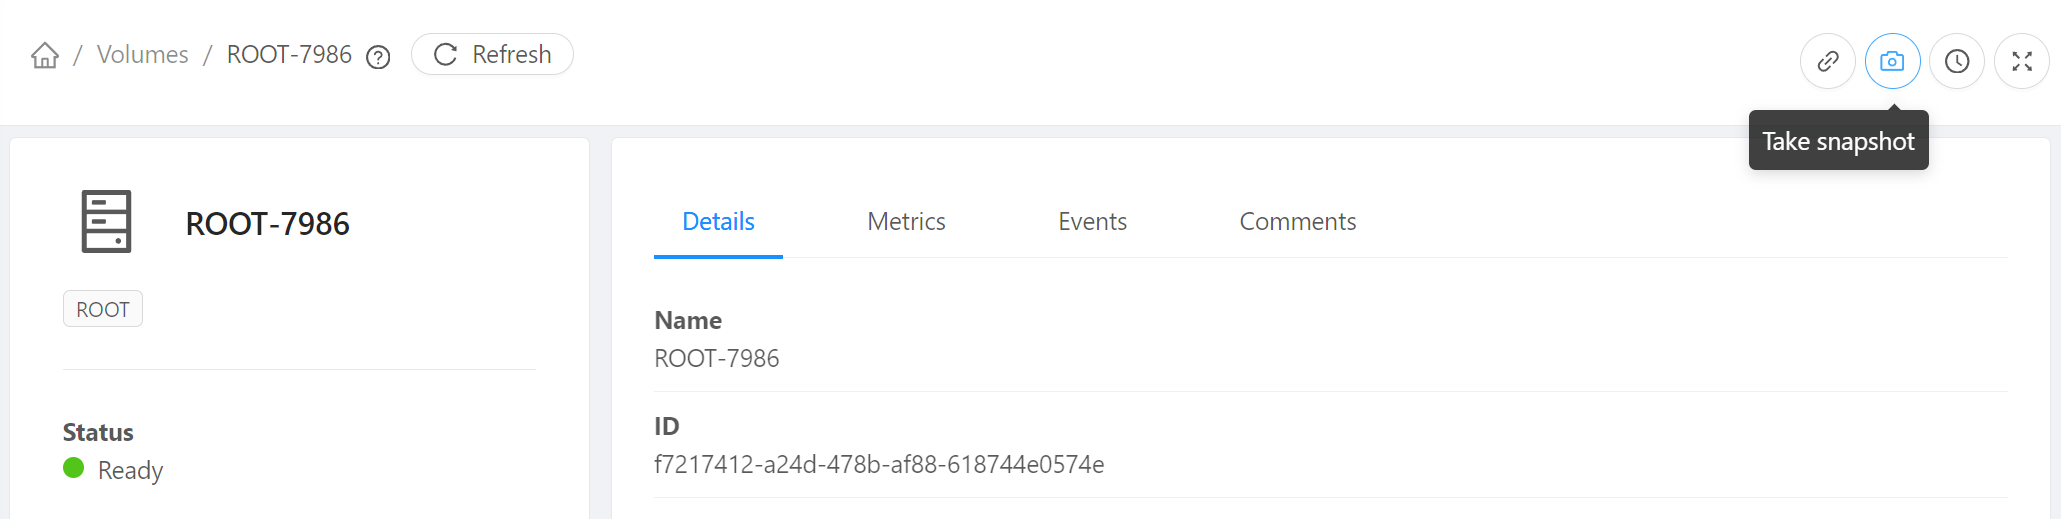 / Volumes / ROOT-7986 ? Refresh
Take snapshot
ROOT-7986
ROOT
Status
Ready
Details Metrics Events Comments
Name
ROOT-7986
ID
f7217412-a24d-478b-af88-618744e0574e